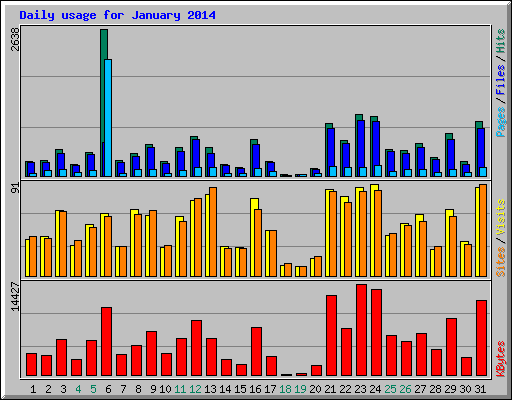 Daily usage for January 2014
2638
Pages / Files / Hits
91
Sites / Visits
14427
KBytes
1 2 3 4 5 6 7 8 9 10 11 12 13 14 15 16 17 18 19 20 21 22 23 24 25 26 27 28 29 30 31